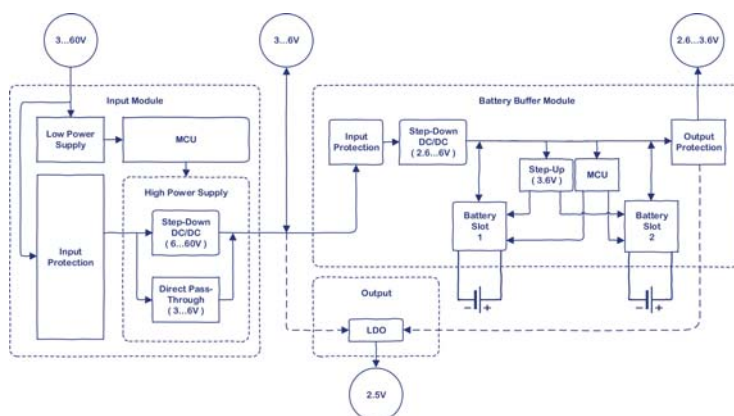 3...60V
3...6V
2.6...3.6V
Input Module
Battery Buffer Module
Low Power
Supply
MCU
Input
Protection
Step-Down
DC/DC
( 2.6...6V)
Output
Protection
High Power Supply
Step-Up
( 3.6V)
MCU
Input
Protection
Step-Down
DC/DC
( 6...60V)
Battery
Slot
1
Battery
Slot
2
Direct Pass-
Through
( 3...6V)
Output
LDO
- +
- +
2.5V